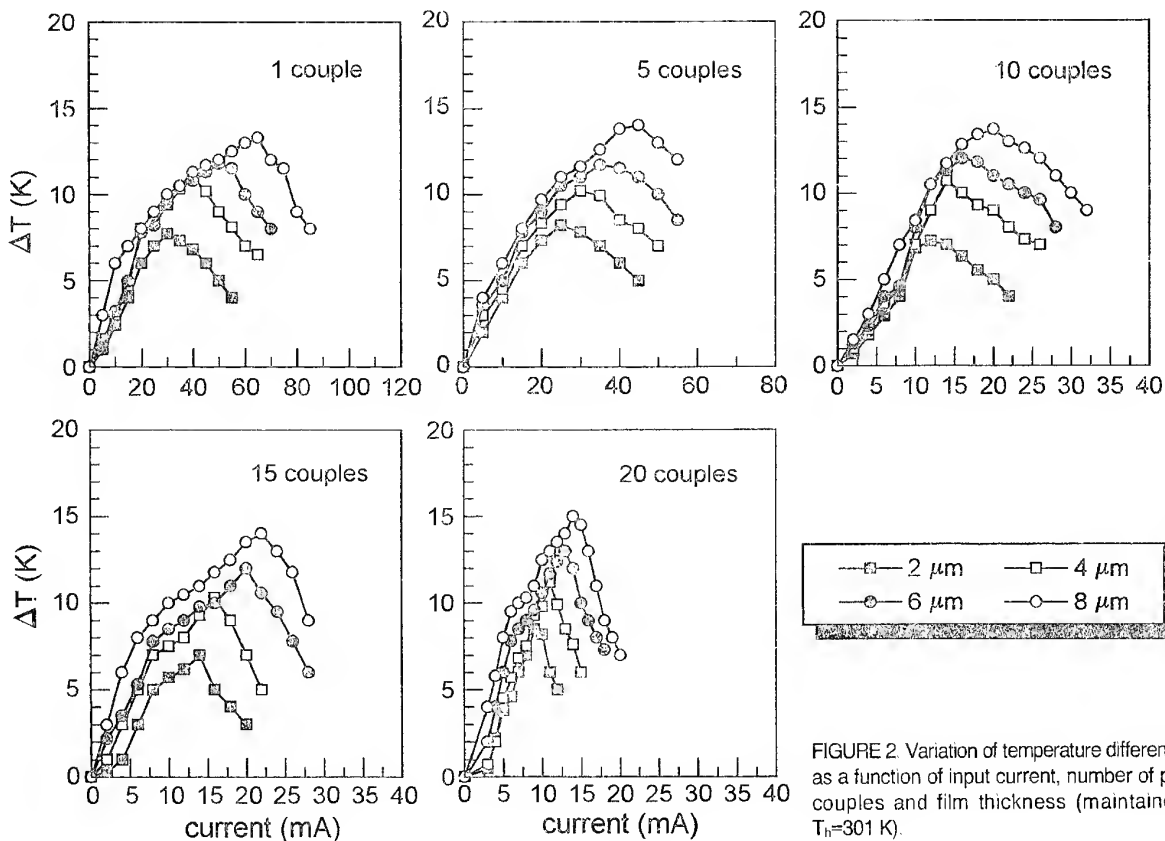 20
15
10
5
0
ΔT (K)
1 couple
0 20 40 60 80 100 120
20
15
10
5
0
5 couples
0 20 40 60 80
20
15
10
5
0
10 couples
0 5 10 15 20 25 30 35 40
20
15
10
5
0
ΔT (K)
15 couples
0 5 10 15 20 25 30 35 40
current (mA)
20
15
10
5
0
20 couples
0 5 10 15 20 25 30 35 40
current (mA)
2 μm 4 μm
6 μm 8 μm
FIGURE 2. Variation of temperature differen
as a function of input current, number of p
couples and film thickness (maintaine
Th=301 K).